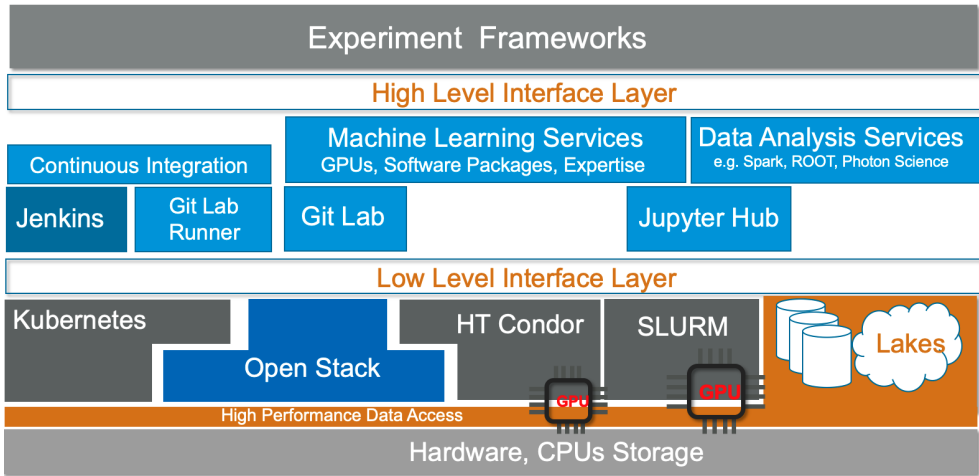 Experiment Frameworks
High Level Interface Layer
Machine Learning Services
GPUs, Software Packages, Expertise
Data Analysis Services
e.g. Spark, ROOT, Photon Science
Continuous Integration
Jenkins
Git Lab
Runner
Git Lab
Jupyter Hub
Low Level Interface Layer
Kubernetes
Open Stack
HT Condor
SLURM
Lakes
GPU
GPU
High Performance Data Access
Hardware, CPUs Storage